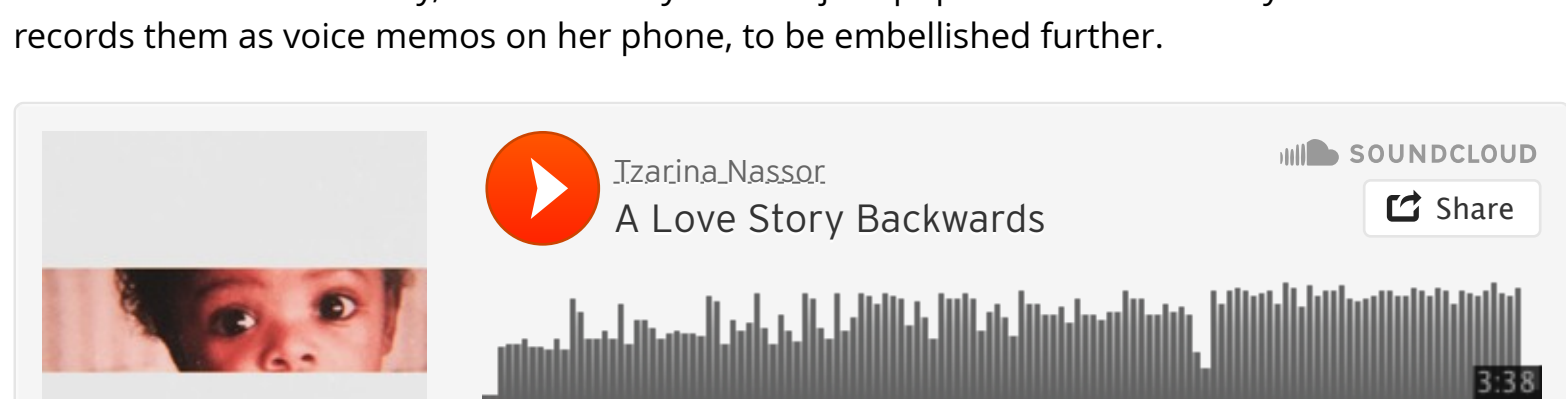 records them as voice memos on her phone, to be embellished further.
Tzarina Nassor
A Love Story Backwards
SOUNDCLOUD
Share
3:38